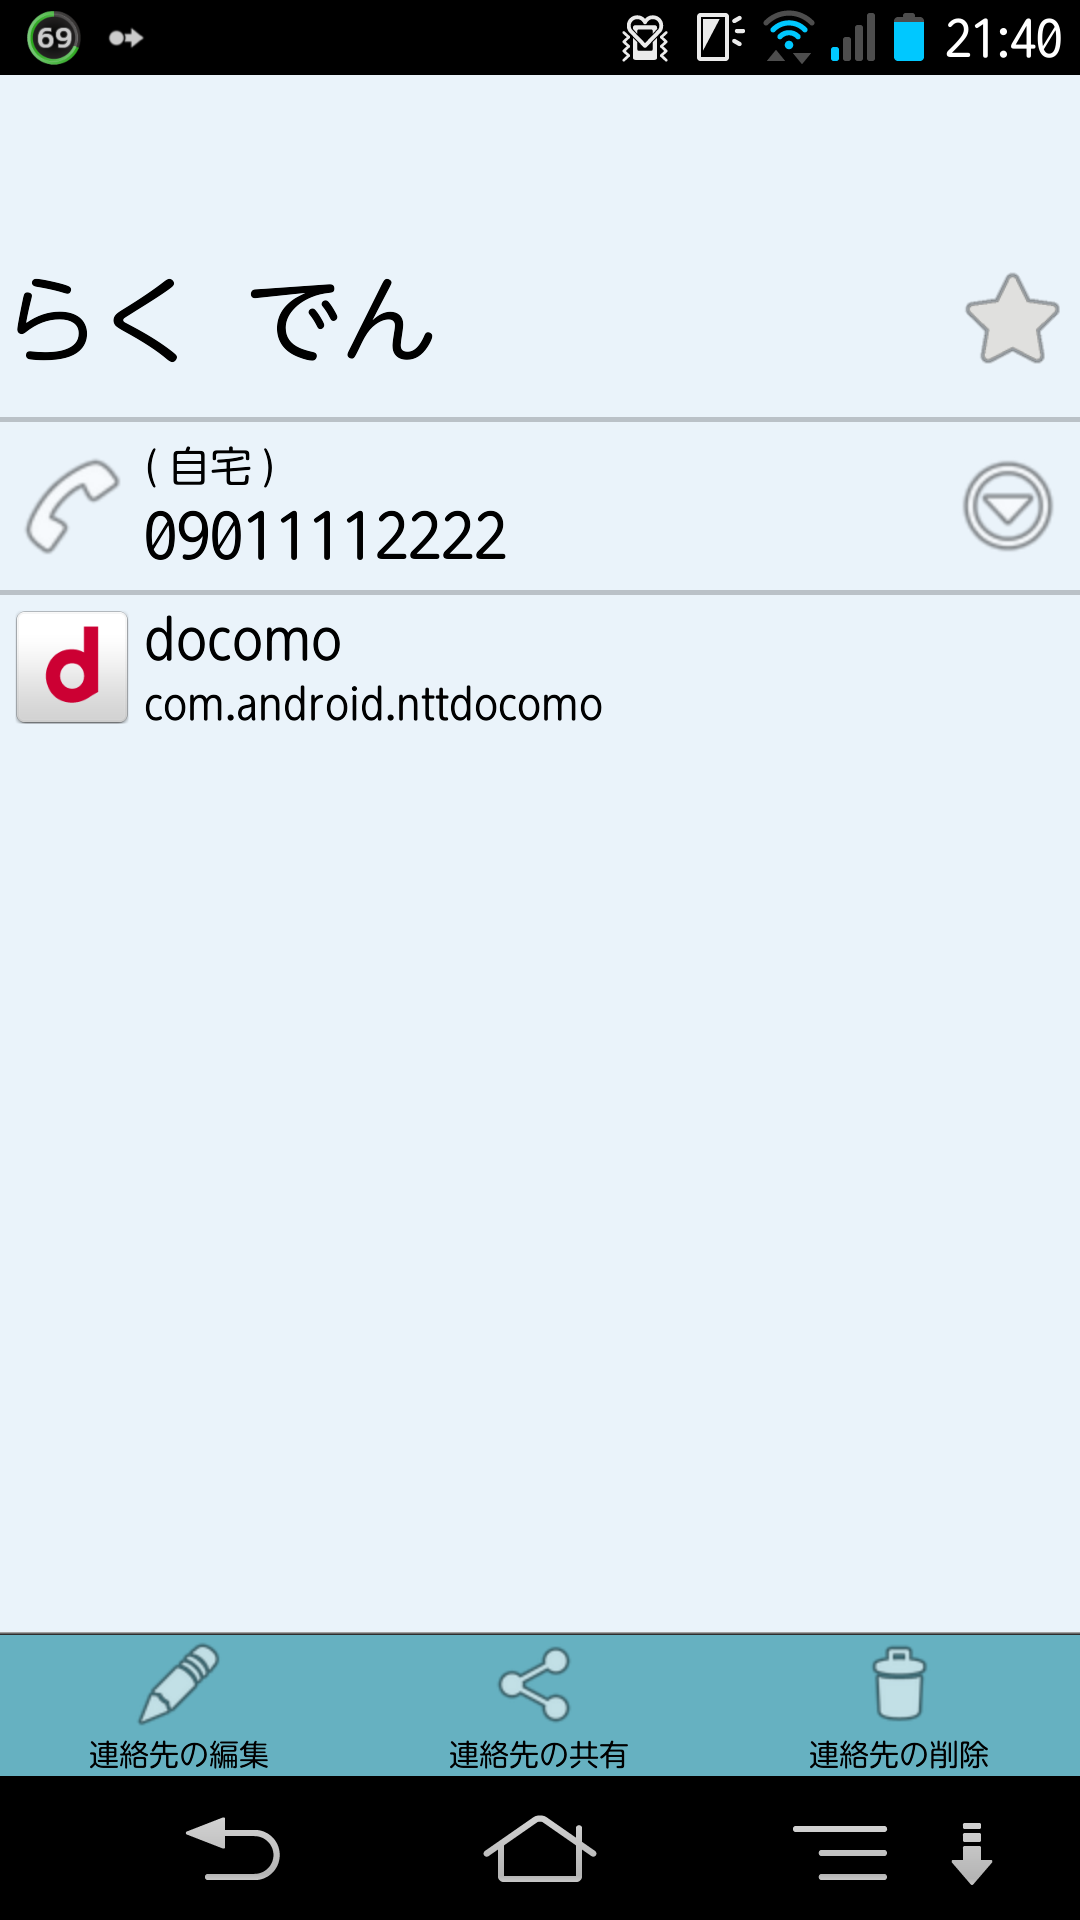 69
21:40
らく でん
(自宅)
09011112222
docomo
com.android.nttdocomo
連絡先の編集
連絡先の共有
連絡先の削除